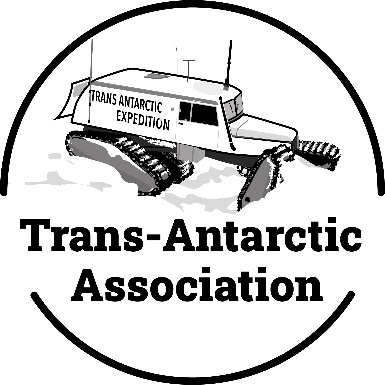 TRANS ANTARCTIC
EXPEDITION
Trans-Antarctic
Association